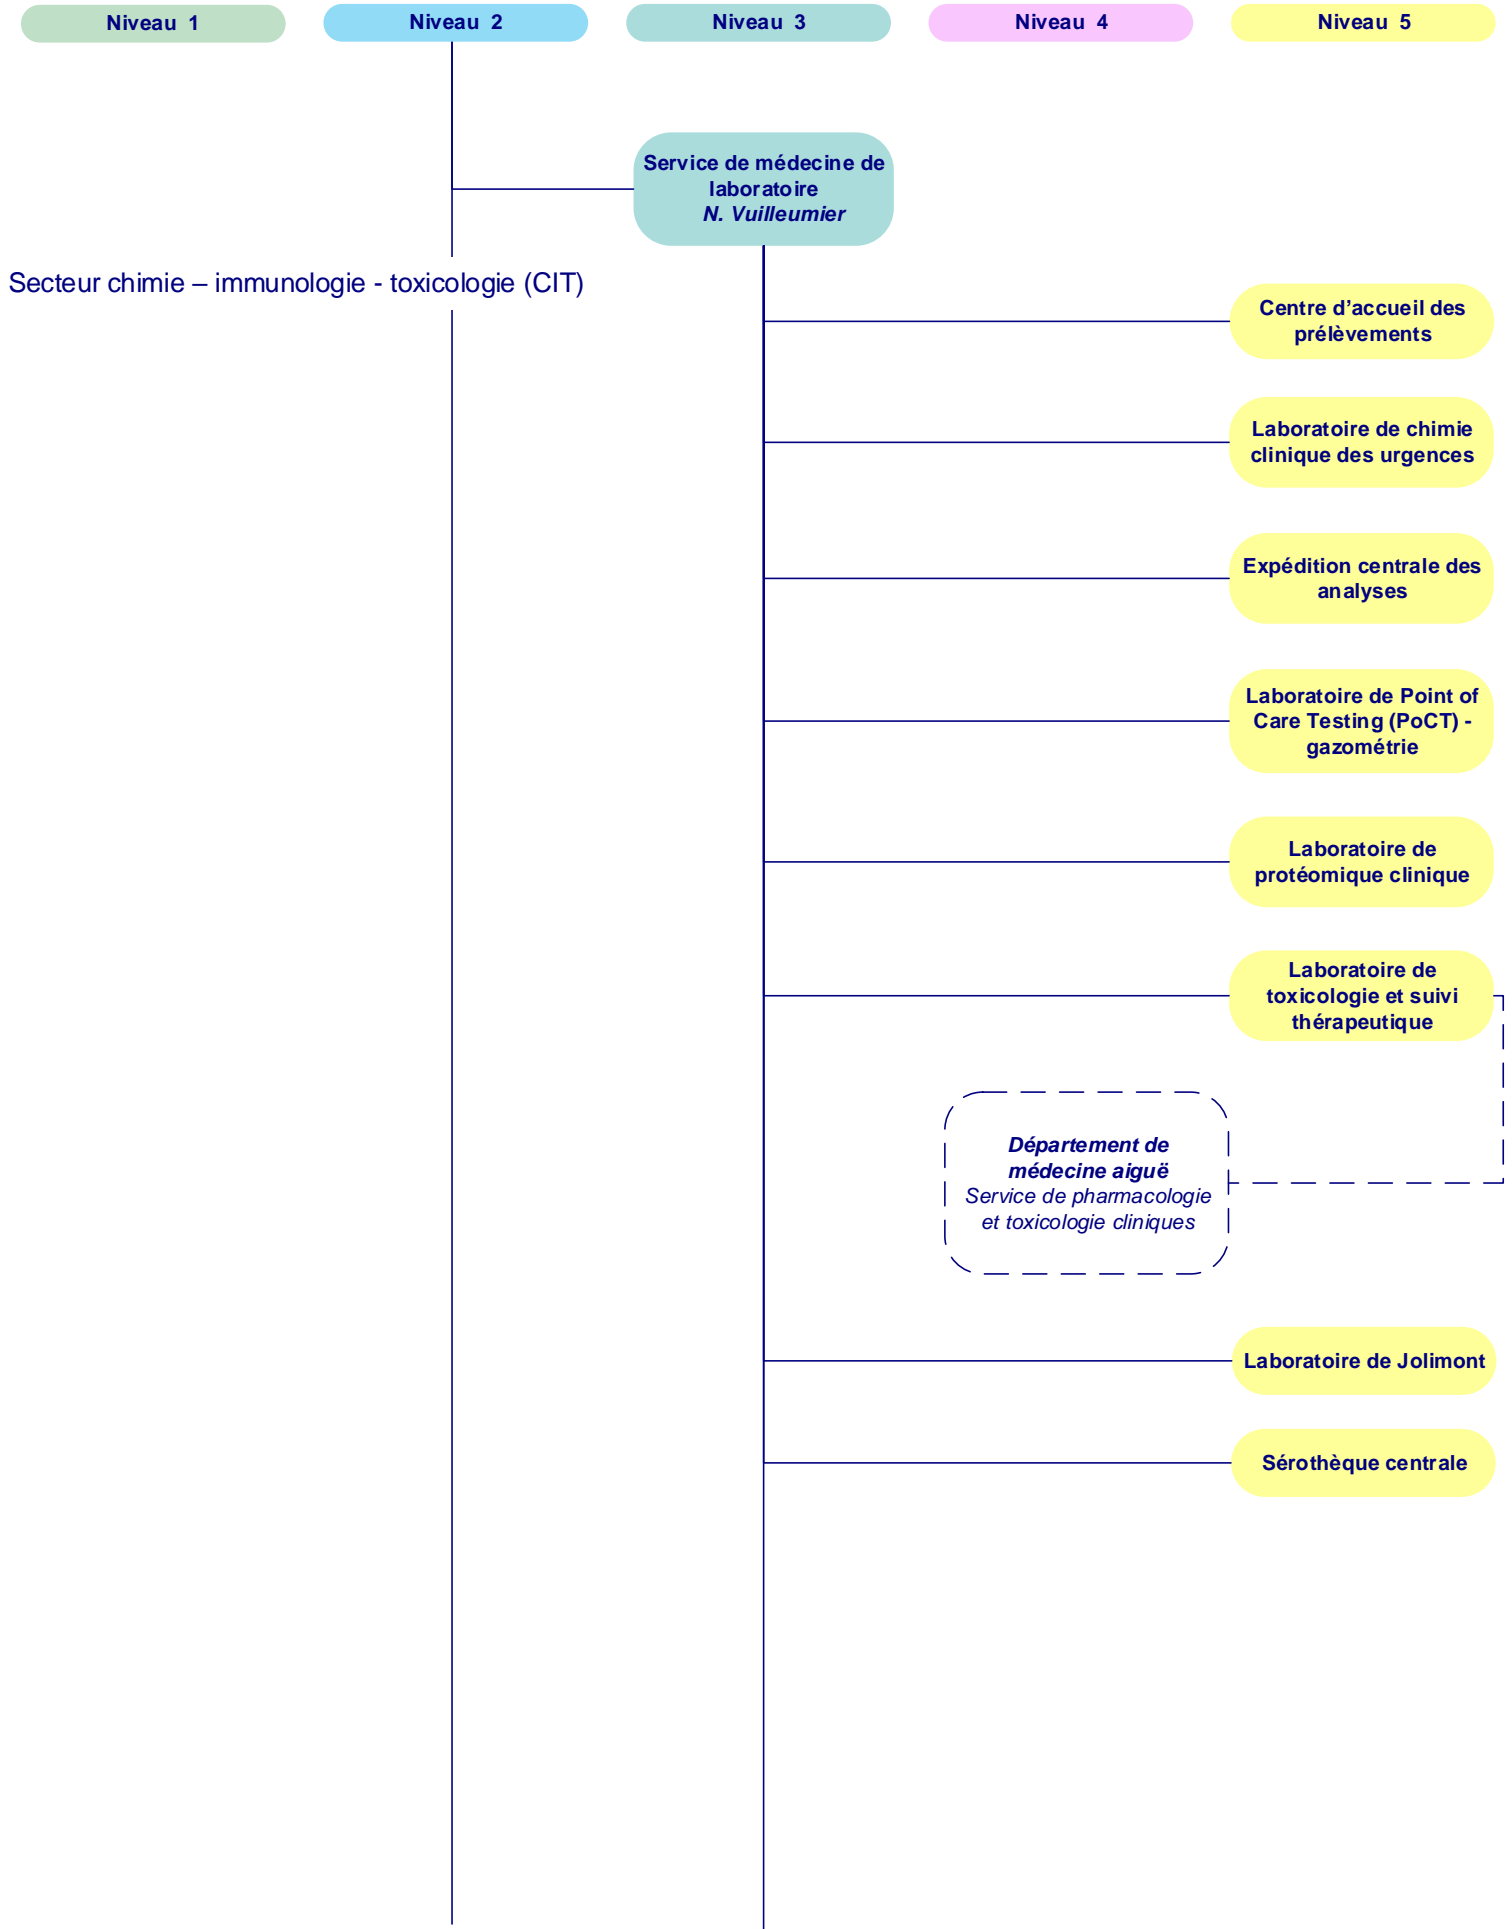 Niveau 1
Niveau 2
Niveau 3
Niveau 4
Niveau 5
Service de médecine de
laboratoire
N. Vuilleumier
Secteur chimie – immunologie - toxicologie (CIT)
Centre d’accueil des
prélèvements
Laboratoire de chimie
clinique des urgences
Expédition centrale des
analyses
Laboratoire de Point of
Care Testing (PoCT) -
gazométrie
Laboratoire de
protéomique clinique
Laboratoire de
toxicologie et suivi
thérapeutique
Département de
médecine aiguë
Service de pharmacologie
et toxicologie cliniques
Laboratoire de Jolimont
Sérothèque centrale